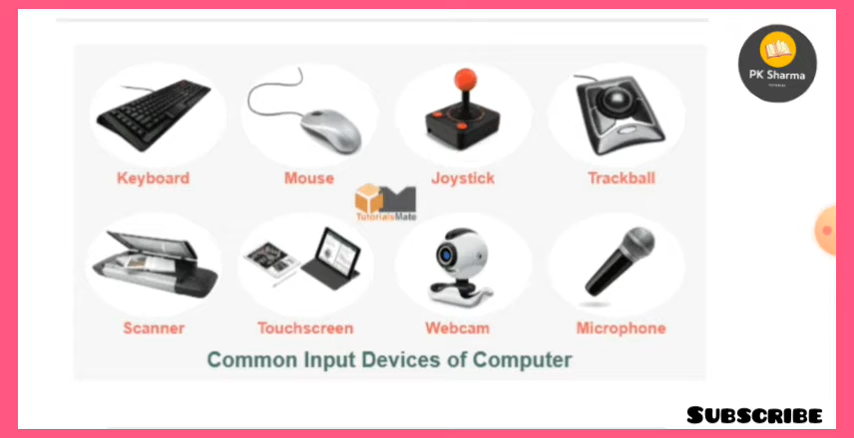 PK Sharma
Keyboard
Mouse
Joystick
Trackball
TutorialsMate
Scanner
Touchscreen
Webcam
Microphone
Common Input Devices of Computer
SUBSCRIBE